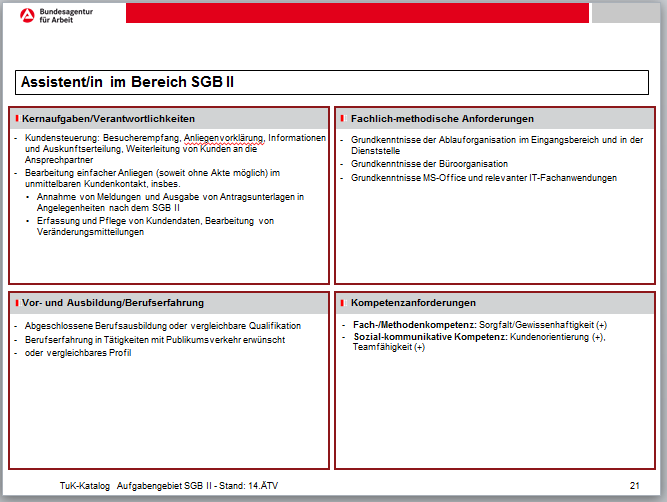 Bundesagentur
für Arbeit
Assistent/in im Bereich SGB II
Kernaufgaben/Verantwortlichkeiten
- Kundensteuerung: Besucherempfang, Anliegenvorklärung, Informationen
und Auskunftserteilung, Weiterleitung von Kunden an die
Ansprechpartner
- Bearbeitung einfacher Anliegen (soweit ohne Akte möglich) im
unmittelbaren Kundenkontakt, insbes.
• Annahme von Meldungen und Ausgabe von Antragsunterlagen in
Angelegenheiten nach dem SGB II
• Erfassung und Pflege von Kundendaten, Bearbeitung von
Veränderungsmitteilungen
Fachlich-methodische Anforderungen
- Grundkenntnisse der Ablauforganisation im Eingangsbereich und in der
Dienststelle
- Grundkenntnisse der Büroorganisation
- Grundkenntnisse MS-Office und relevanter IT-Fachanwendungen
Vor- und Ausbildung/Berufserfahrung
- Abgeschlossene Berufsausbildung oder vergleichbare Qualifikation
- Berufserfahrung in Tätigkeiten mit Publikumsverkehr erwünscht
- oder vergleichbares Profil
Kompetenzanforderungen
- Fach-/Methodenkompetenz: Sorgfalt/Gewissenhaftigkeit (+)
- Sozial-kommunikative Kompetenz: Kundenorientierung (+),
Teamfähigkeit (+)
TuK-Katalog Aufgabengebiet SGB II - Stand: 14.ÄTV
21